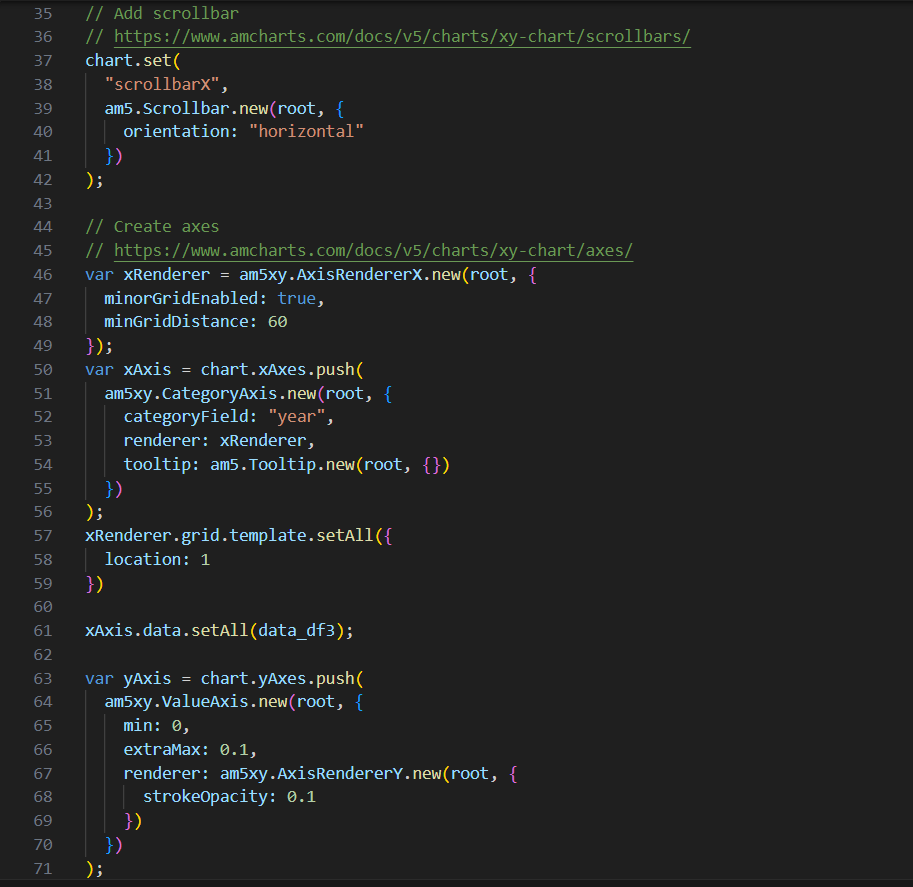 35 // Add scrollbar
36 // https://www.amcharts.com/docs/v5/charts/xy-chart/scrollbars/
37 chart.set(
38   "scrollbarX",
39   am5.Scrollbar.new(root, {
40     orientation: "horizontal"
41   })
42 );
43
44 // Create axes
45 // https://www.amcharts.com/docs/v5/charts/xy-chart/axes/
46 var xRenderer = am5xy.AxisRendererX.new(root, {
47   minorGridEnabled: true,
48   minGridDistance: 60
49 });
50 var xAxis = chart.xAxes.push(
51   am5xy.CategoryAxis.new(root, {
52     categoryField: "year",
53     renderer: xRenderer,
54     tooltip: am5.Tooltip.new(root, {})
55   })
56 );
57 xRenderer.grid.template.setAll({
58   location: 1
59 })
60
61 xAxis.data.setAll(data_df3);
62
63 var yAxis = chart.yAxes.push(
64   am5xy.ValueAxis.new(root, {
65     min: 0,
66     extraMax: 0.1,
67     renderer: am5xy.AxisRendererY.new(root, {
68       strokeOpacity: 0.1
69     })
70   })
71 );